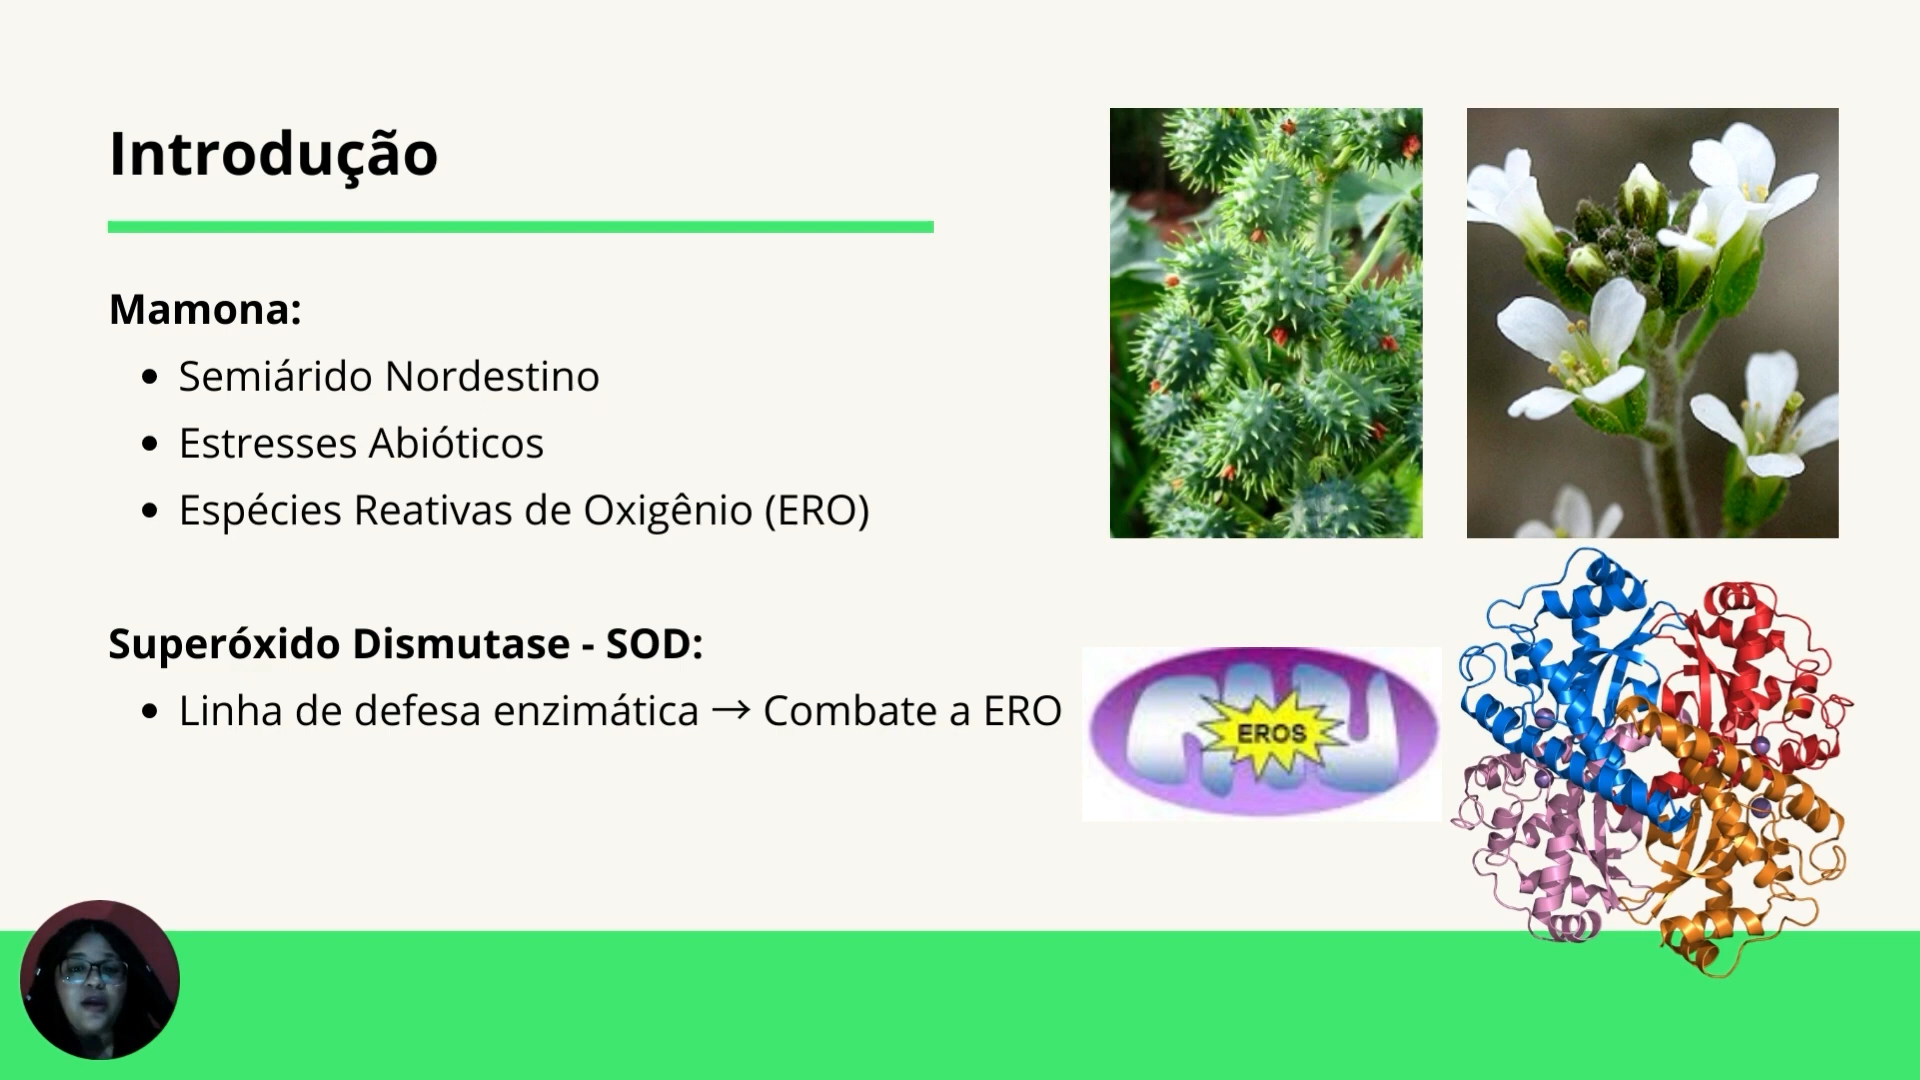 Introdução
Mamona:
Semiárido Nordestino
Estresses Abióticos
Espécies Reativas de Oxigênio (ERO)
Superóxido Dismutase - SOD:
Linha de defesa enzimática → Combate a ERO
EROS